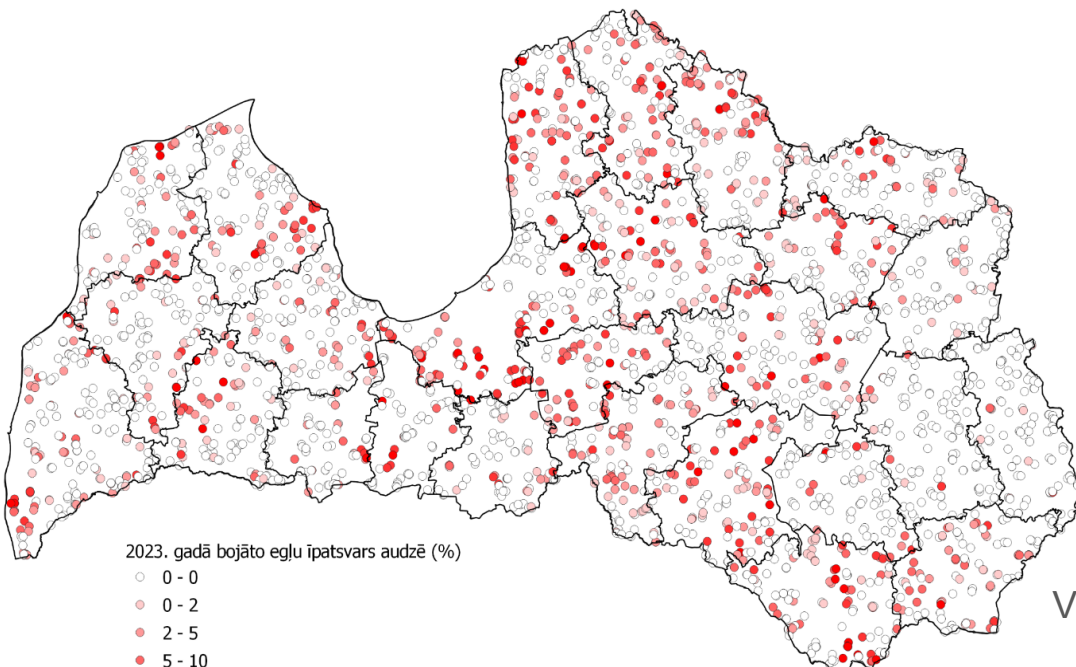 2023. gadā bojāto egļu īpatsvars audzē (%)
0 - 0
0 - 2
2 - 5
5 - 10
V